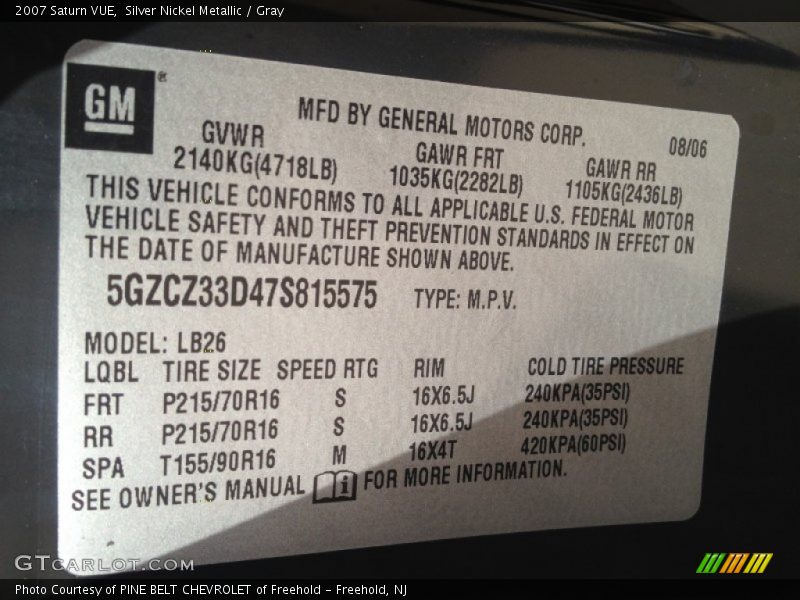 2007 Saturn VUE, Silver Nickel Metallic / Gray
GM®
MFD BY GENERAL MOTORS CORP. 08/06
GVWR GAWR FRT GAWR RR
2140KG(4718LB) 1035KG(2282LB) 1105KG(2436LB)
THIS VEHICLE CONFORMS TO ALL APPLICABLE U.S. FEDERAL MOTOR
VEHICLE SAFETY AND THEFT PREVENTION STANDARDS IN EFFECT ON
THE DATE OF MANUFACTURE SHOWN ABOVE.
5GZCZ33D47S815575 TYPE: M.P.V.
MODEL: LB26
LQBL TIRE SIZE SPEED RTG RIM COLD TIRE PRESSURE
FRT P215/70R16 S 16X6.5J 240KPA(35PSI)
RR P215/70R16 S 16X6.5J 240KPA(35PSI)
SPA T155/90R16 M 16X4T 420KPA(60PSI)
SEE OWNER'S MANUAL i FOR MORE INFORMATION.
GTcarlot.com
Photo Courtesy of PINE BELT CHEVROLET of Freehold - Freehold, NJ